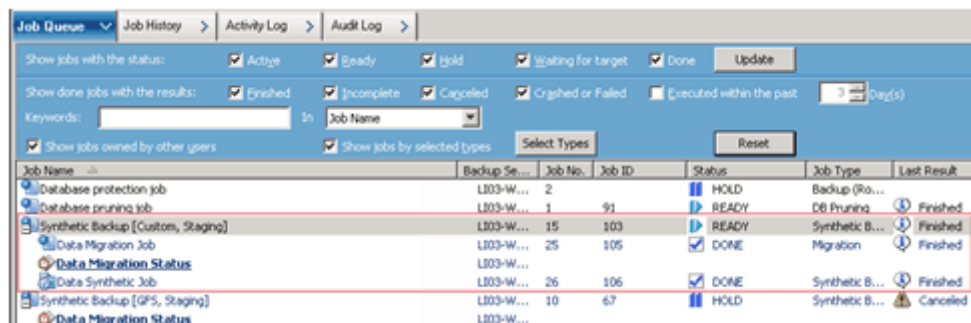 Job Queue Job History Activity Log Audit Log
Show jobs with the status: Active Ready Hold Waiting for target Done Update
Show done jobs with the results: Finished Incomplete Canceled Crashed or Failed Executed within the past 3 Day(s)
Keywords: In Job Name
Show jobs owned by other users Show jobs by selected types Select Types Reset
Job Name Backup Se... Job No. Job ID Status Job Type Last Result
Database protection job LI03-W... 2 HOLD Backup (Ro...
Database pruning job LI03-W... 1 91 READY DB Pruning Finished
Synthetic Backup [Custom, Staging] LI03-W... 15 103 READY Synthetic B... Finished
Data Migration Job LI03-W... 25 105 DONE Migration Finished
Data Migration Status LI03-W...
Data Synthetic Job LI03-W... 26 106 DONE Synthetic B... Finished
Synthetic Backup [GFS, Staging] LI03-W... 10 67 HOLD Synthetic B... Canceled
Data Migration Status LI03-W...